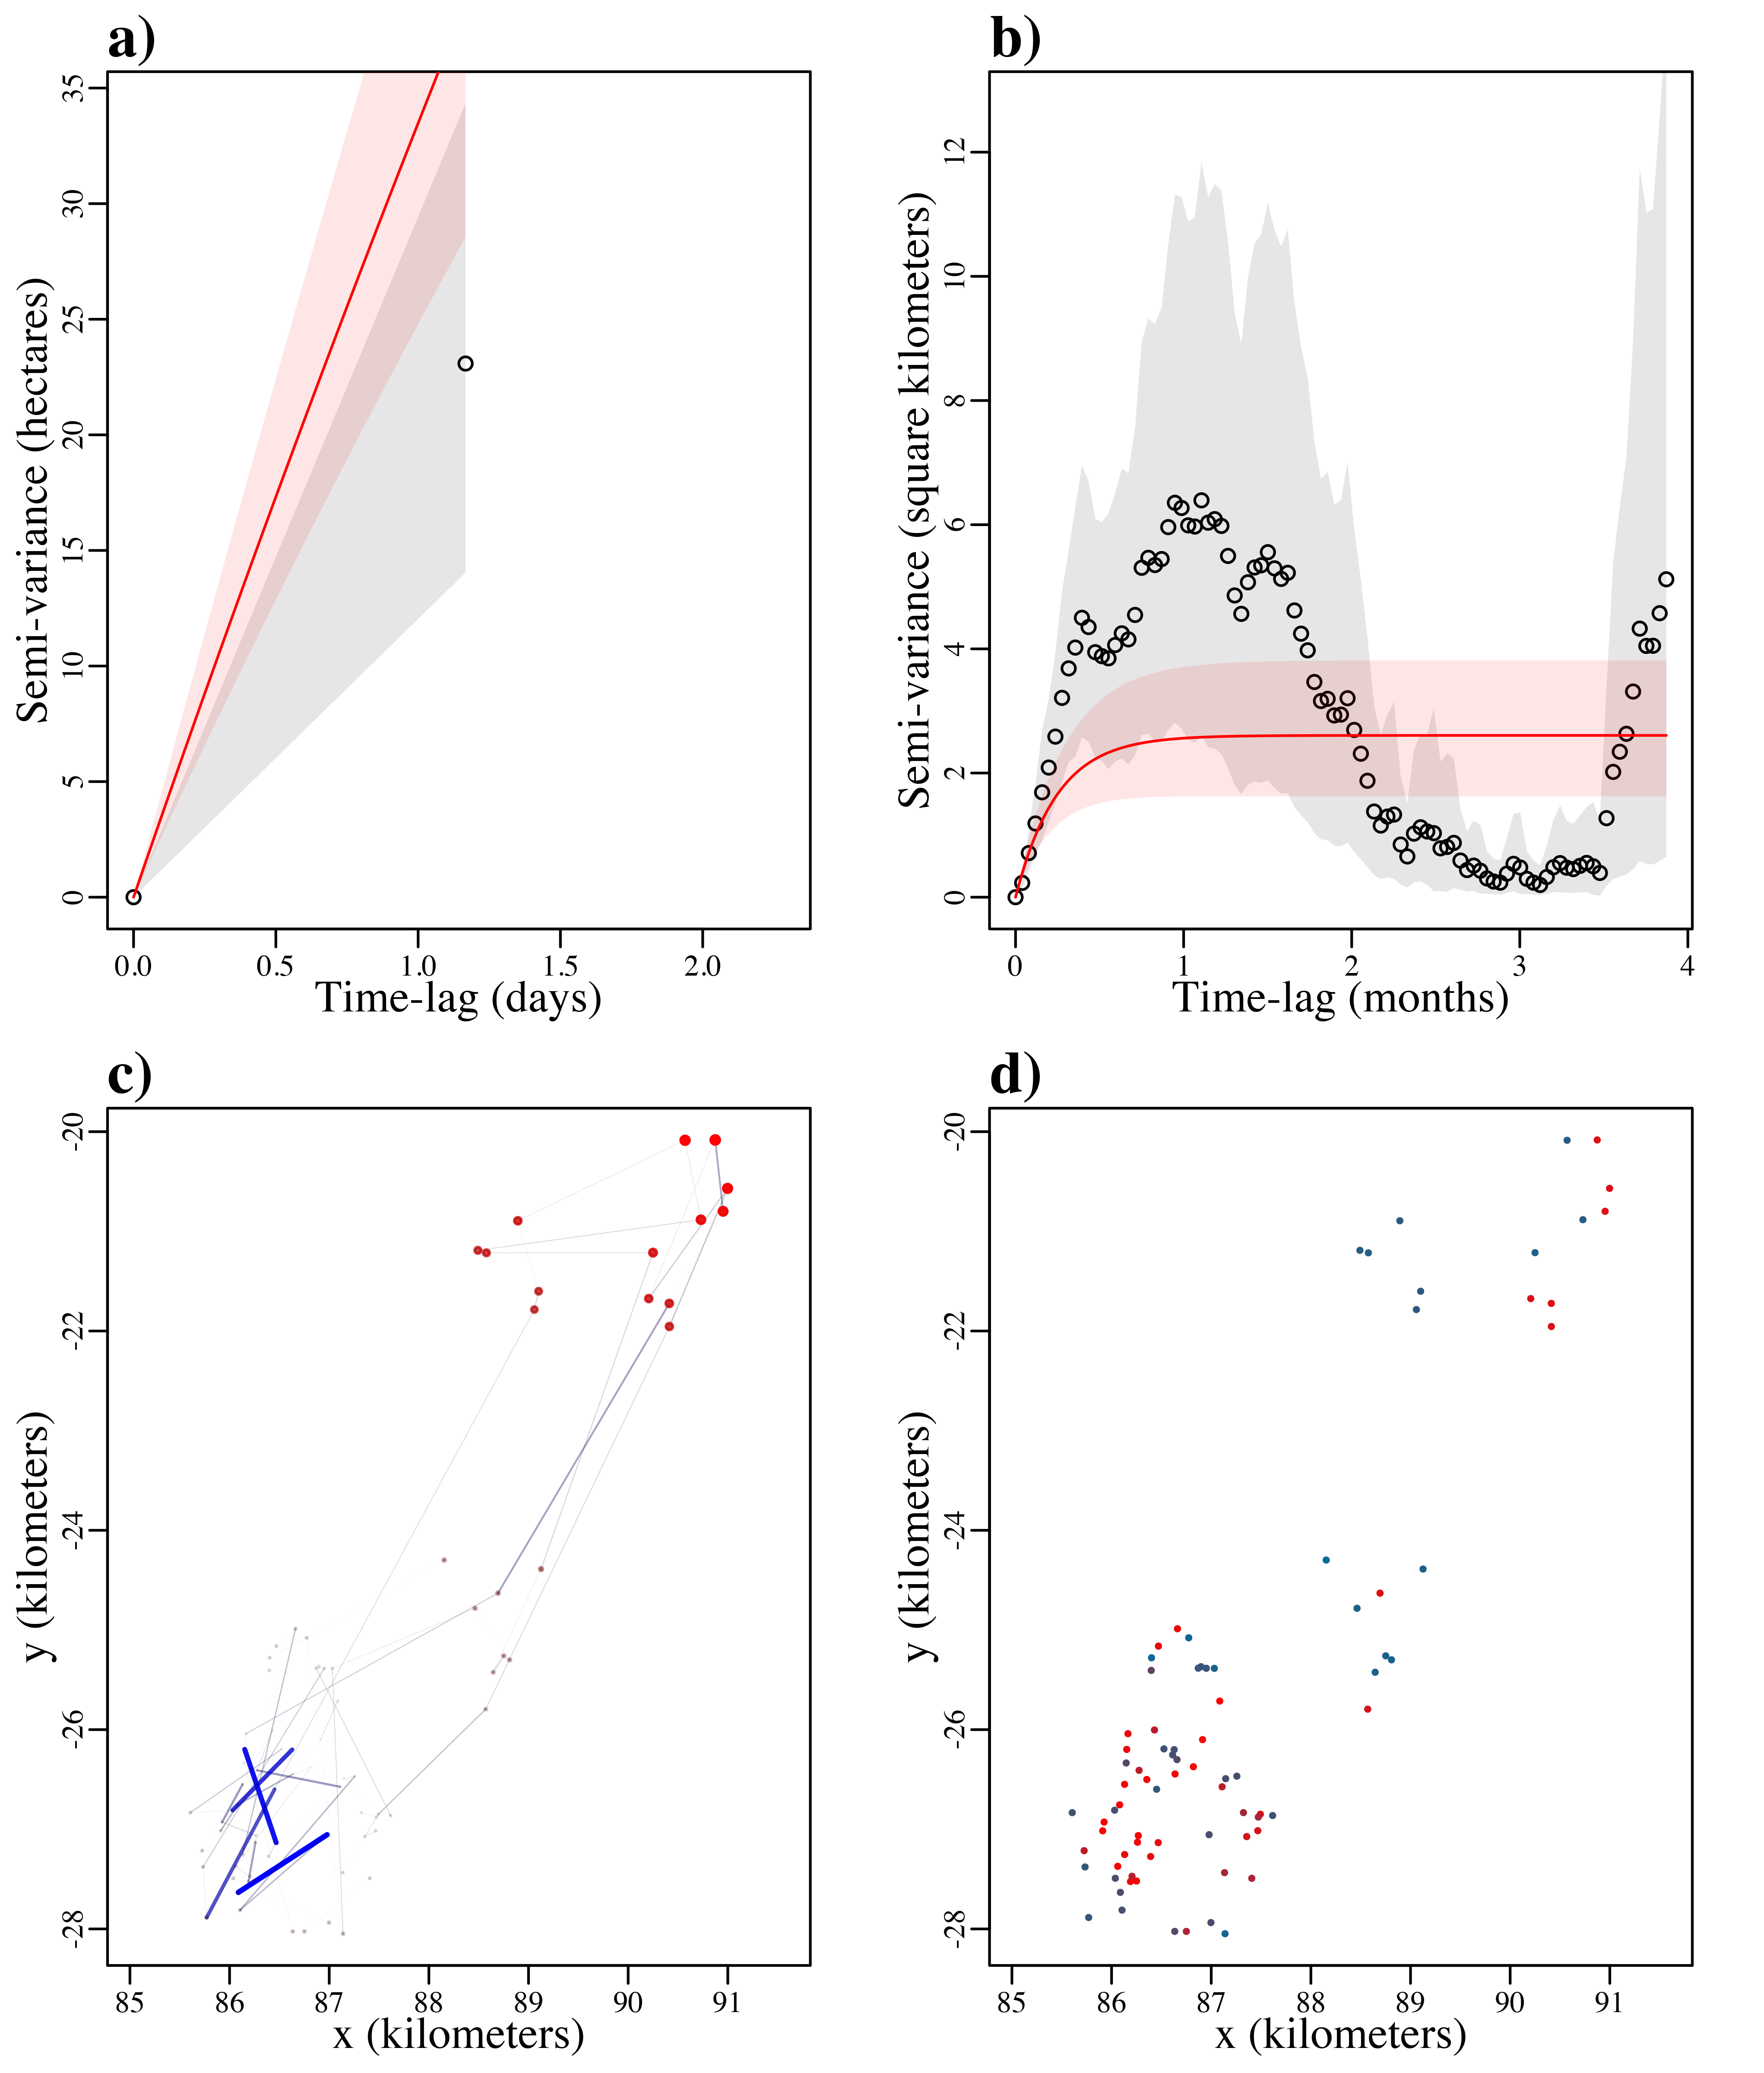 a)
35
30
25
20
15
10
5
0
Semi-variance (hectares)
0.0 0.5 1.0 1.5 2.0
Time-lag (days)
b)
12
10
8
6
4
2
0
Semi-variance (square kilometers)
0 1 2 3 4
Time-lag (months)
c)
-20
-22
-24
-26
-28
y (kilometers)
85 86 87 88 89 90 91
x (kilometers)
d)
-20
-22
-24
-26
-28
y (kilometers)
85 86 87 88 89 90 91
x (kilometers)